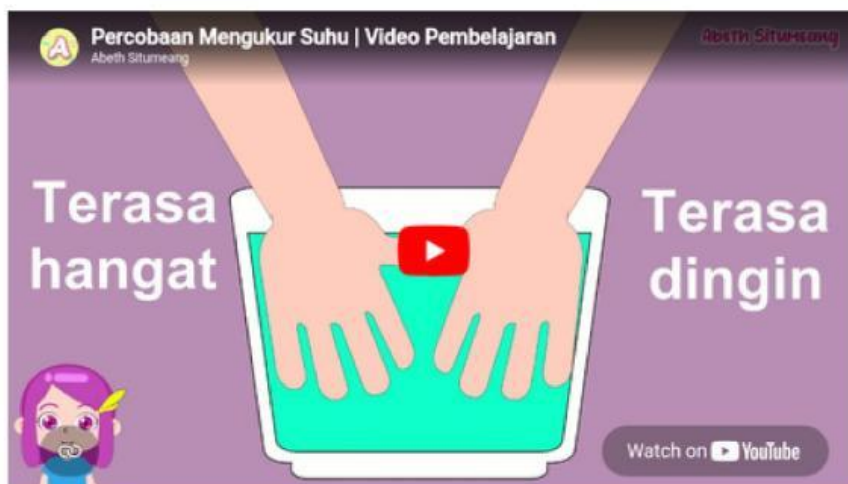 A
Percobaan Mengukur Suhu | Video Pembelajaran
Abeth Situmeang
Abeth Situmeang
Terasa
hangat
Terasa
dingin
Watch on YouTube